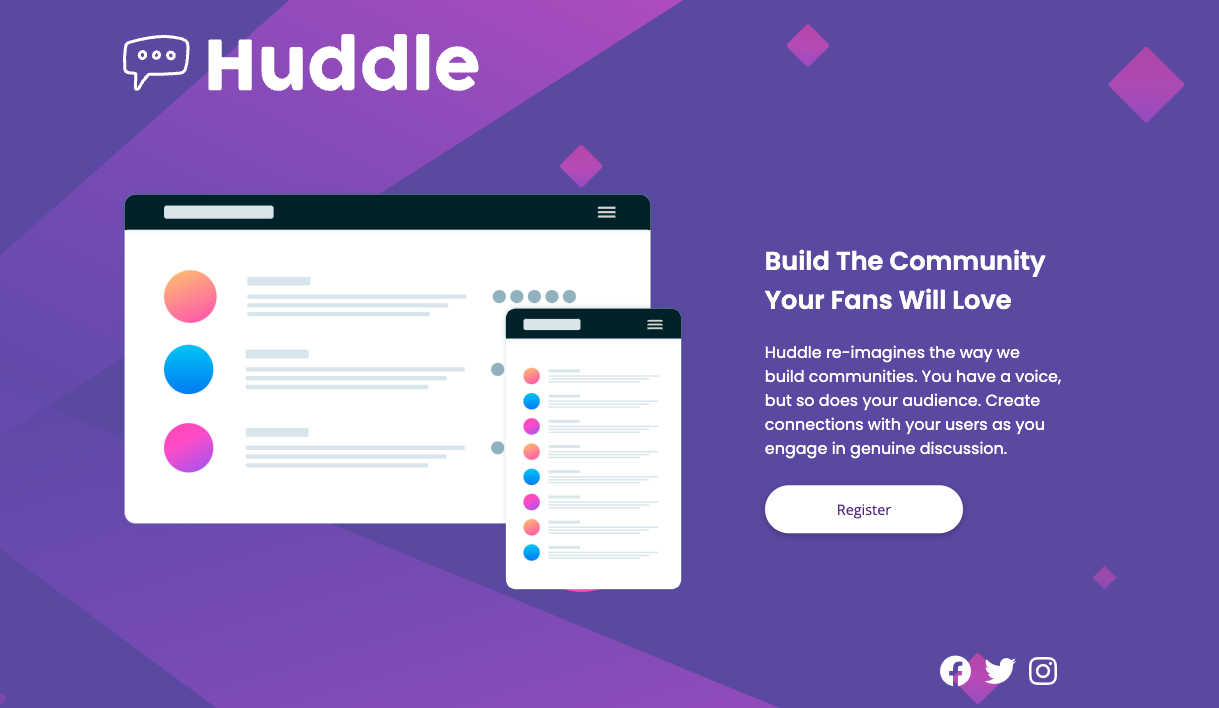 Huddle
Build The Community
Your Fans Will Love
Huddle re-imagines the way we
build communities. You have a voice,
but so does your audience. Create
connections with your users as you
engage in genuine discussion.
Register